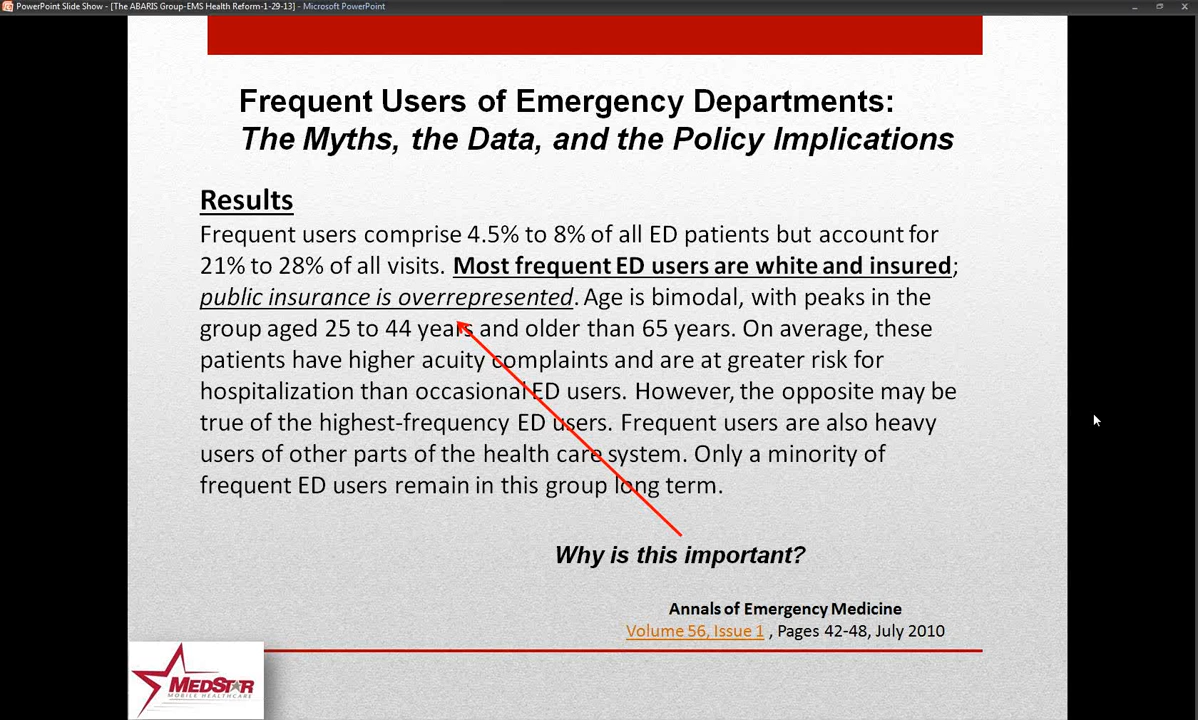 PowerPoint Slide Show - [The ABARIS Group-EMS Health Reform-1-29-13] - Microsoft PowerPoint
Frequent Users of Emergency Departments:
The Myths, the Data, and the Policy Implications
Results
Frequent users comprise 4.5% to 8% of all ED patients but account for
21% to 28% of all visits. Most frequent ED users are white and insured;
public insurance is overrepresented. Age is bimodal, with peaks in the
group aged 25 to 44 years and older than 65 years. On average, these
patients have higher acuity complaints and are at greater risk for
hospitalization than occasional ED users. However, the opposite may be
true of the highest-frequency ED users. Frequent users are also heavy
users of other parts of the health care system. Only a minority of
frequent ED users remain in this group long term.
Why is this important?
Annals of Emergency Medicine
Volume 56, Issue 1 , Pages 42-48, July 2010
MEDSTAR
MOBILE HEALTHCARE